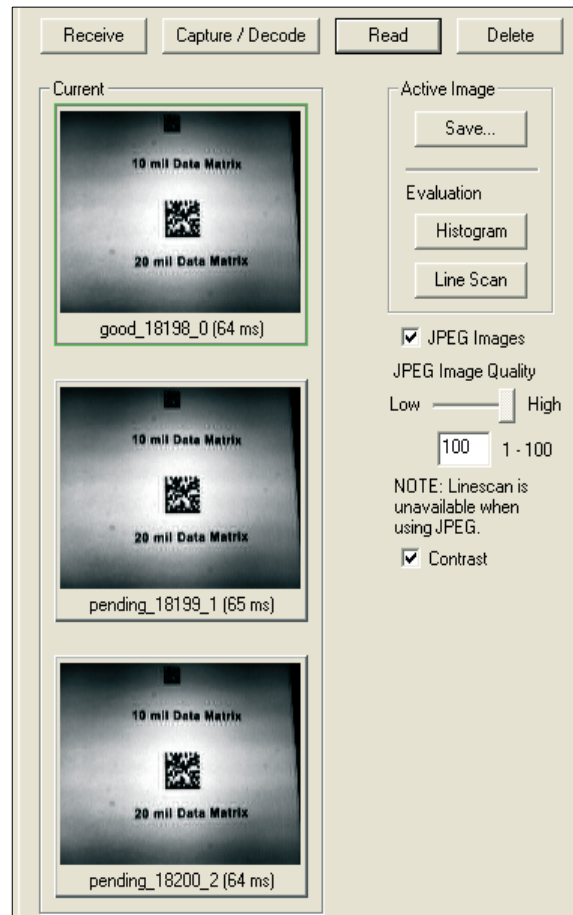 Receive Capture / Decode Read Delete
Current
10 mil Data Matrix
20 mil Data Matrix
good_18198_0 (64 ms)
10 mil Data Matrix
20 mil Data Matrix
pending_18199_1 (65 ms)
10 mil Data Matrix
20 mil Data Matrix
pending_18200_2 (64 ms)
Active Image
Save...
Evaluation
Histogram
Line Scan
JPEG Images
JPEG Image Quality
Low High
100 1 - 100
NOTE: Linescan is
unavailable when
using JPEG.
Contrast